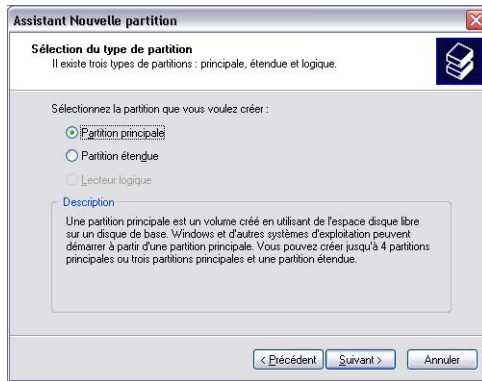 Assistant Nouvelle partition
Sélection du type de partition
Il existe trois types de partitions : principale, étendue et logique.
Sélectionnez la partition que vous voulez créer :
Partition principale
Partition étendue
Lecteur logique
Description
Une partition principale est un volume créé en utilisant de l'espace disque libre
sur un disque de base. Windows et d'autres systèmes d'exploitation peuvent
démarrer à partir d'une partition principale. Vous pouvez créer jusqu'à 4 partitions
principales ou trois partitions principales et une partition étendue.
< Précédent Suivant > Annuler